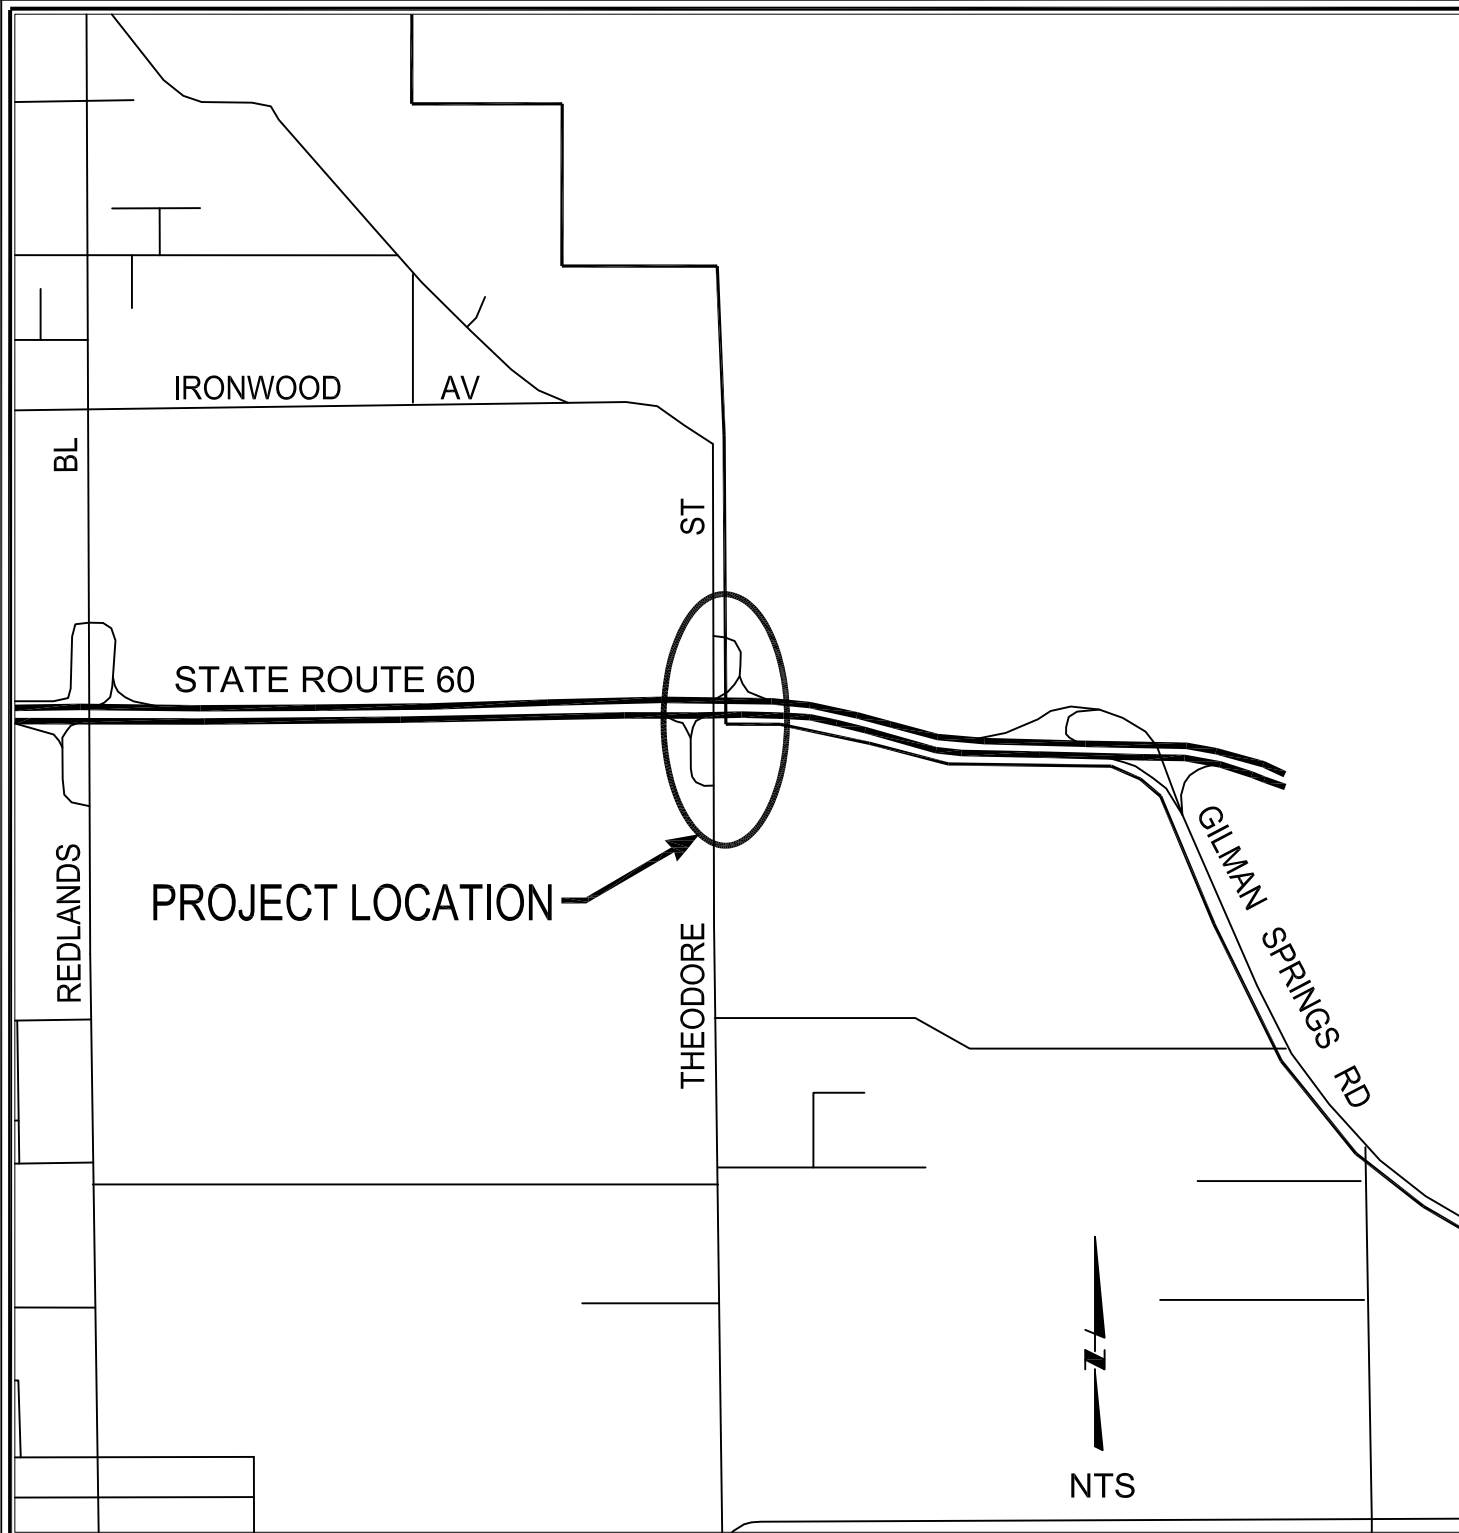 IRONWOOD AV
BL
ST
STATE ROUTE 60
REDLANDS
PROJECT LOCATION
THEODORE
GILMAN SPRINGS RD
N
NTS